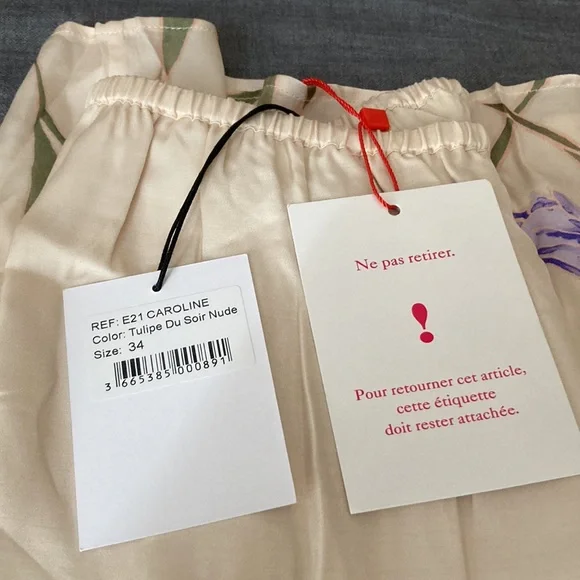 REF: E21 CAROLINE
Color: Tulipe Du Soir Nude
Size: 34
3 665385 000891
Ne pas retirer.
!
Pour retourner cet article,
cette étiquette
doit rester attachée.